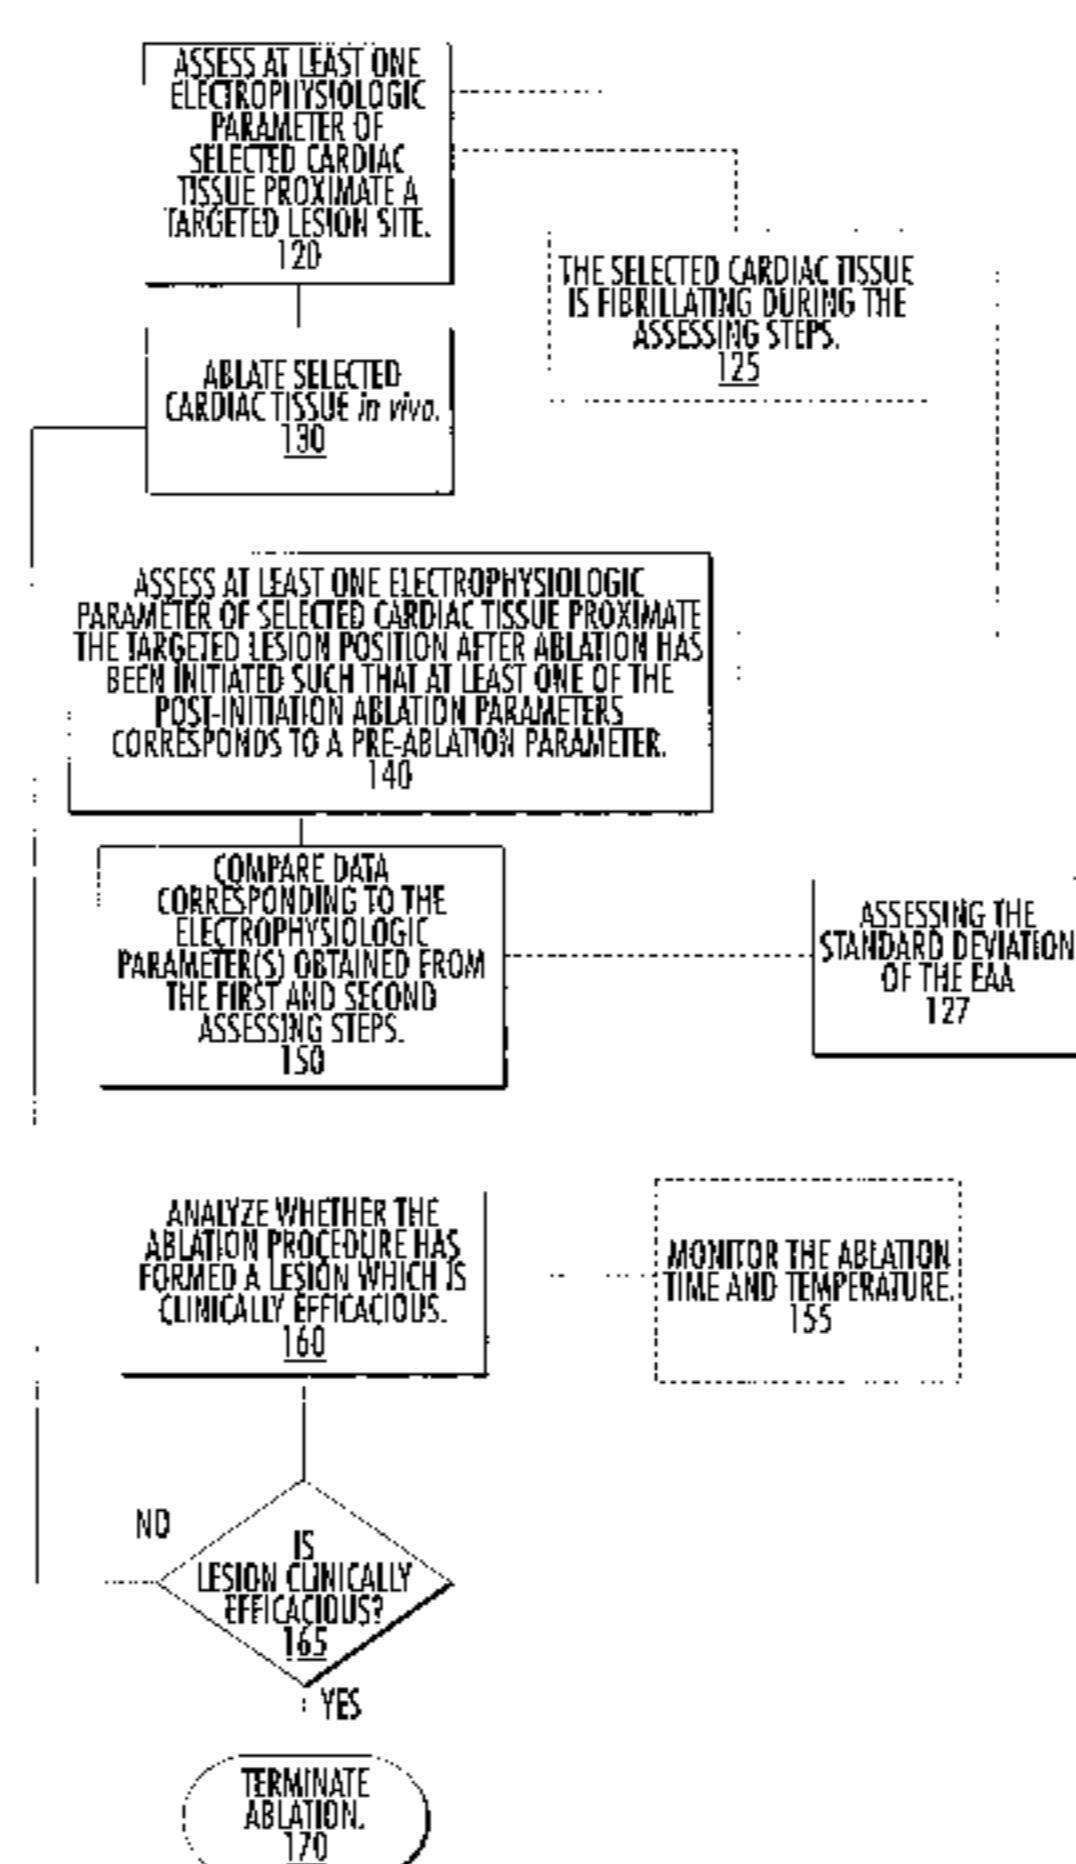 ASSESS AT LEAST ONE
ELECTROPHYSIOLOGIC
PARAMETER OF
SELECTED CARDIAC
TISSUE PROXIMATE A
TARGETED LESION SITE.
120
THE SELECTED CARDIAC TISSUE
IS FIBRILLATING DURING THE
ASSESSING STEPS.
125
ABLATE SELECTED
CARDIAC TISSUE in vivo.
130
ASSESS AT LEAST ONE ELECTROPHYSIOLOGIC
PARAMETER OF SELECTED CARDIAC TISSUE PROXIMATE
THE TARGETED LESION POSITION AFTER ABLATION HAS
BEEN INITIATED SUCH THAT AT LEAST ONE OF THE
POST-INITIATION ABLATION PARAMETERS
CORRESPONDS TO A PRE-ABLATION PARAMETER.
140
COMPARE DATA
CORRESPONDING TO THE
ELECTROPHYSIOLOGIC
PARAMETER(S) OBTAINED FROM
THE FIRST AND SECOND
ASSESSING STEPS.
150
ASSESSING THE
STANDARD DEVIATION
OF THE EAA
127
ANALYZE WHETHER THE
ABLATION PROCEDURE HAS
FORMED A LESION WHICH IS
CLINICALLY EFFICACIOUS.
160
MONITOR THE ABLATION
TIME AND TEMPERATURE.
155
NO
IS
LESION CLINICALLY
EFFICACIOUS?
165
YES
TERMINATE
ABLATION.
170